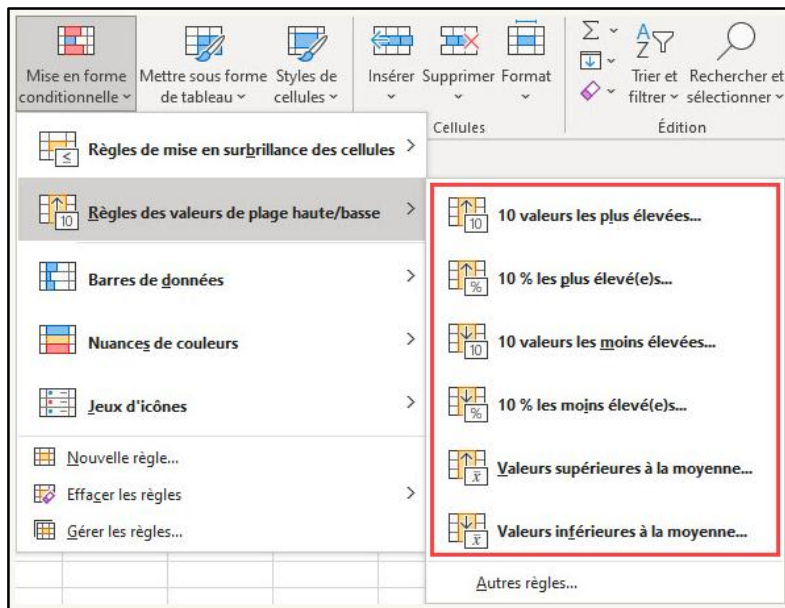 Mise en forme conditionnelle
Mettre sous forme de tableau
Styles de cellules
Insérer
Supprimer
Format
Trier et filtrer
Rechercher et sélectionner
Cellules
Édition
Règles de mise en surbrillance des cellules
Règles des valeurs de plage haute/basse
Barres de données
Nuances de couleurs
Jeux d'icônes
Nouvelle règle...
Effacer les règles
Gérer les règles...
10 valeurs les plus élevées...
10 % les plus élevé(e)s...
10 valeurs les moins élevées...
10 % les moins élevé(e)s...
Valeurs supérieures à la moyenne...
Valeurs inférieures à la moyenne...
Autres règles...